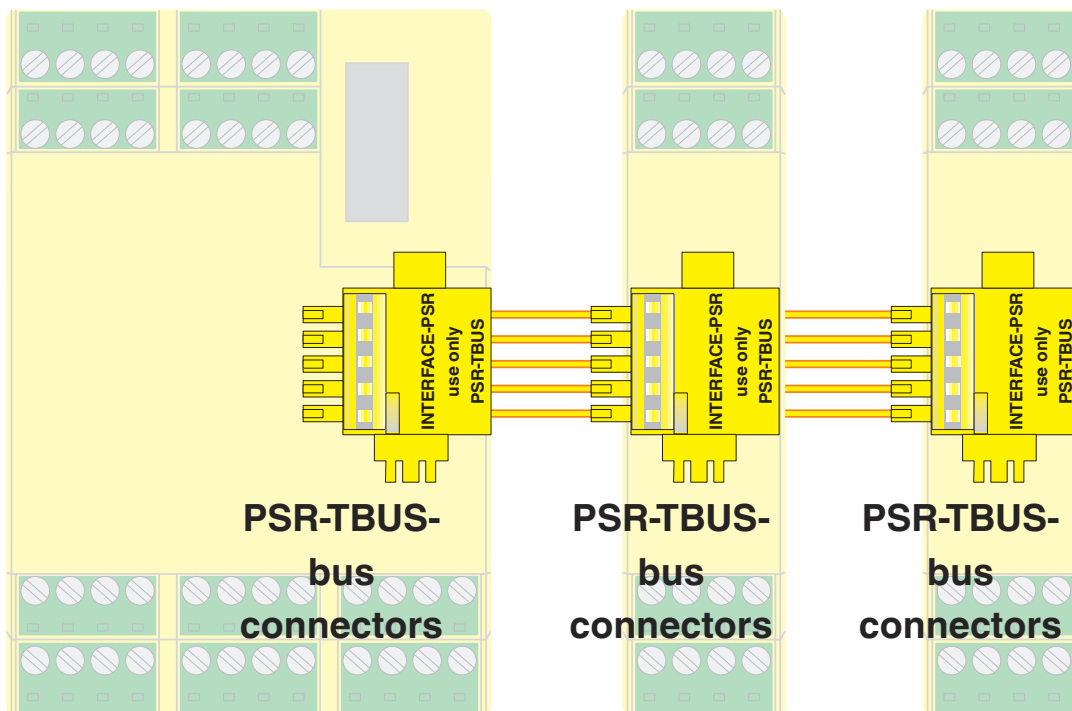 INTERFACE-PSR
use only
PSR-TBUS
INTERFACE-PSR
use only
PSR-TBUS
INTERFACE-PSR
use only
PSR-TBUS
PSR-TBUS-
bus
connectors
PSR-TBUS-
bus
connectors
PSR-TBUS-
bus
connectors